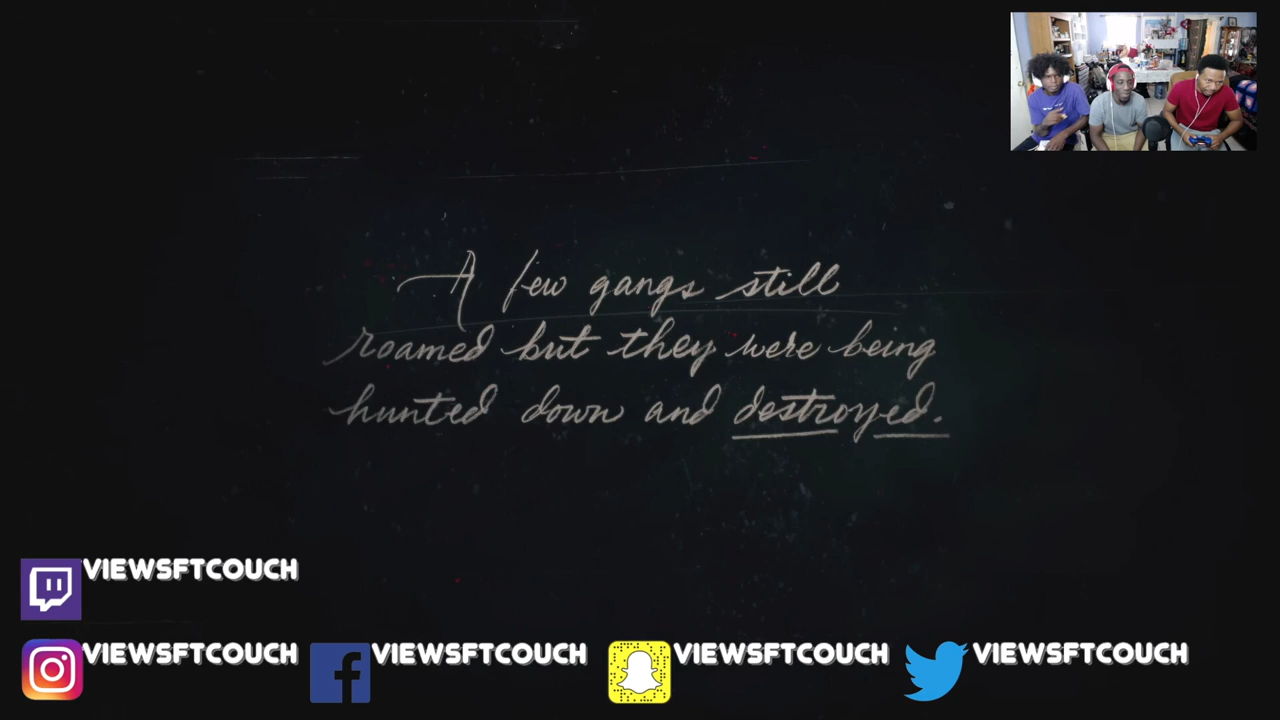 A few gangs still
roamed but they were being
hunted down and destroyed.
VIEWSFTCOUCH
VIEWSFTCOUCH VIEWSFTCOUCH VIEWSFTCOUCH VIEWSFTCOUCH